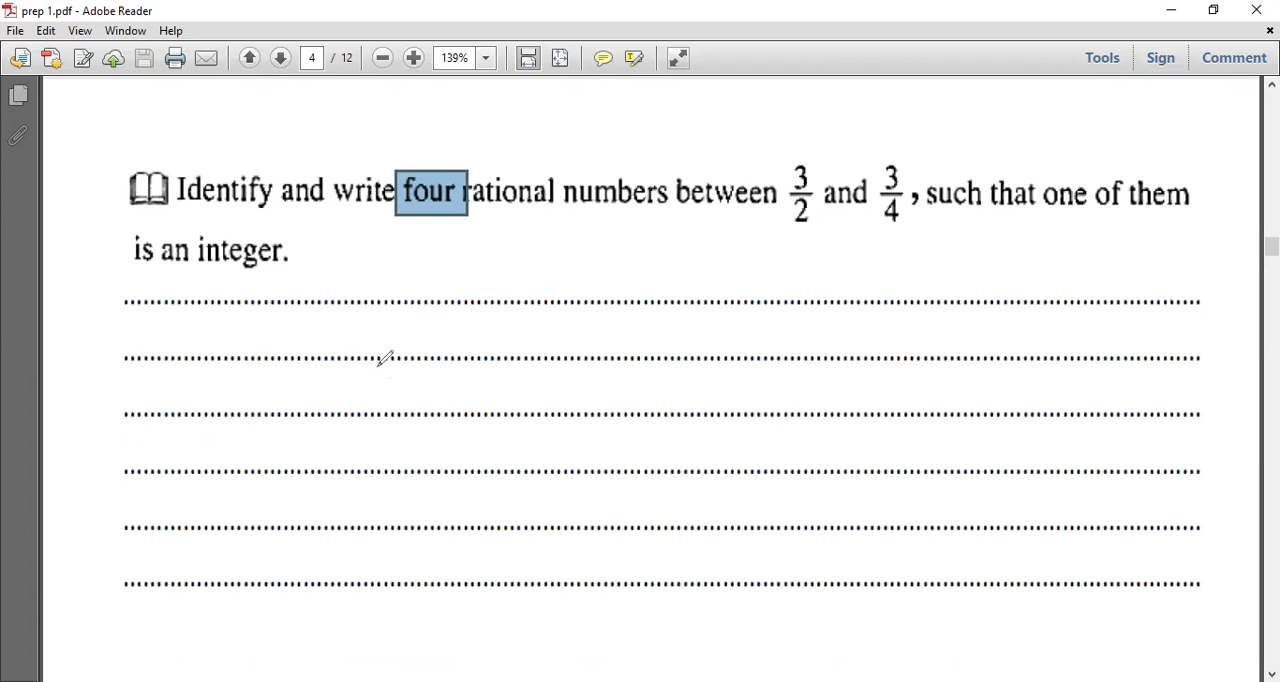 prep 1.pdf - Adobe Reader
File Edit View Window Help
4 / 12 139% Tools Sign Comment
Identify and write four rational numbers between 3/2 and 3/4 , such that one of them
is an integer.